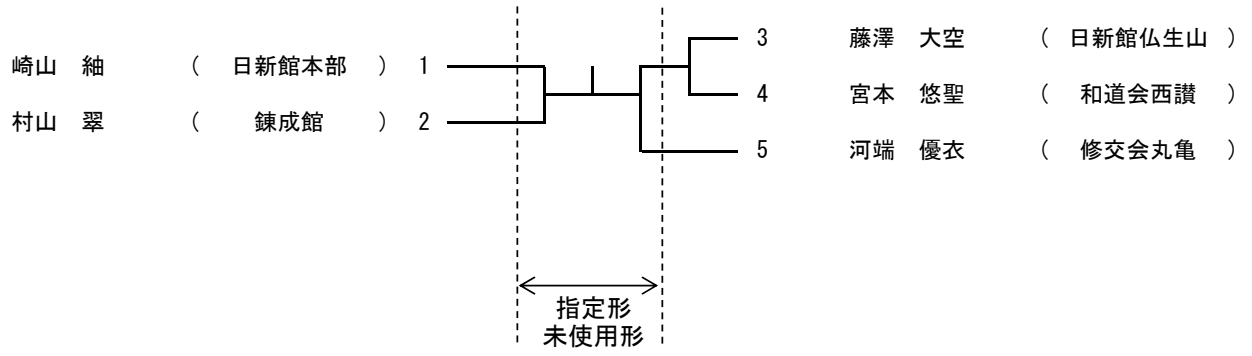 崎山　紬　（　日新館本部　）　1
村山　翠　（　錬成館　）　2
3　藤澤　大空　（　日新館仏生山　）
4　宮本　悠聖　（　和道会西讃　）
5　河端　優衣　（　修交会丸亀　）
指定形
未使用形